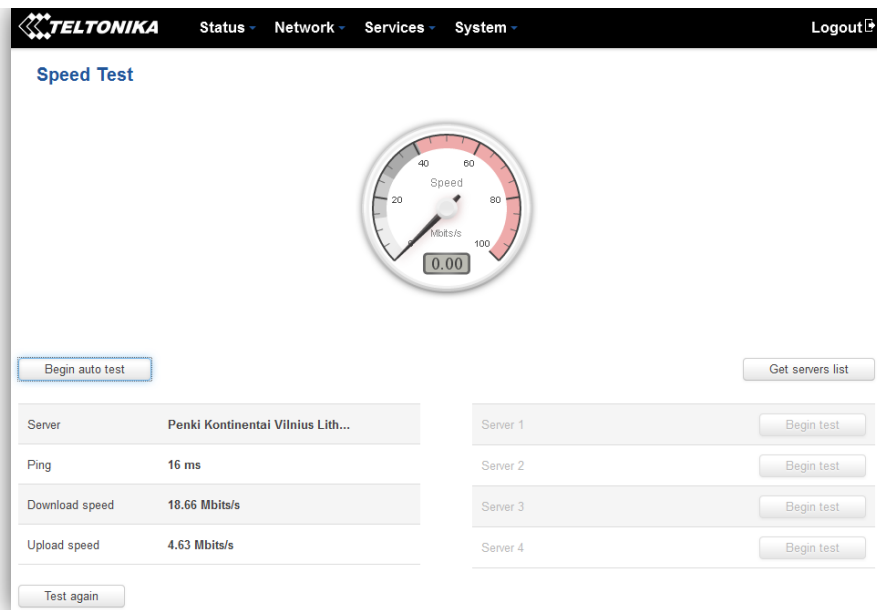 TELTONIKA Status Network Services System Logout
Speed Test
40 60
Speed
20 80
Mbits/s
0 100
0.00
Begin auto test Get servers list
Server Penki Kontinentai Vilnius Lith... Server 1 Begin test
Ping 16 ms Server 2 Begin test
Download speed 18.66 Mbits/s Server 3 Begin test
Upload speed 4.63 Mbits/s Server 4 Begin test
Test again